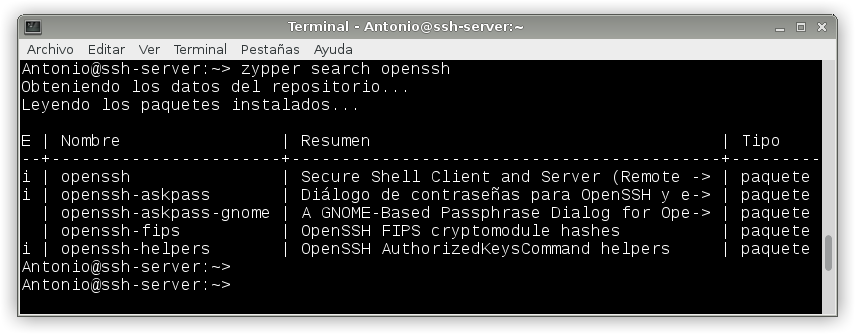 Terminal - Antonio@ssh-server:~
Archivo Editar Ver Terminal Pestañas Ayuda
Antonio@ssh-server:~> zypper search openssh
Obteniendo los datos del repositorio...
Leyendo los paquetes instalados...
E | Nombre | Resumen | Tipo
--+-----------------------+-------------------------------------------+---------
i | openssh | Secure Shell Client and Server (Remote -> | paquete
i | openssh-askpass | Diálogo de contraseñas para OpenSSH y e-> | paquete
| openssh-askpass-gnome | A GNOME-Based Passphrase Dialog for Ope-> | paquete
| openssh-fips | OpenSSH FIPS cryptomodule hashes | paquete
i | openssh-helpers | OpenSSH AuthorizedKeysCommand helpers | paquete
Antonio@ssh-server:~>
Antonio@ssh-server:~>